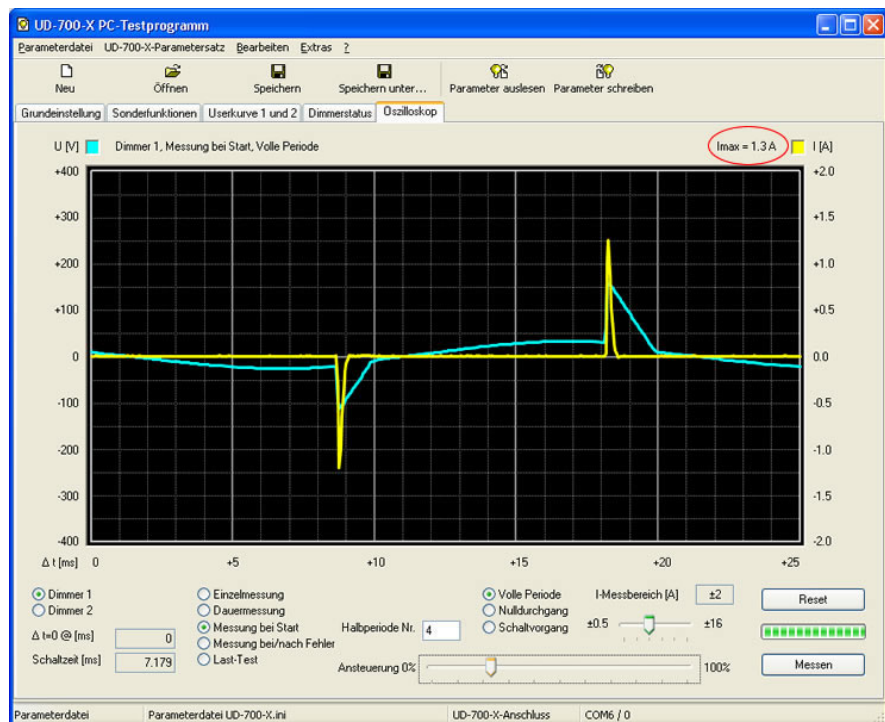 UD-700-X PC-Testprogramm
Parameterdatei UD-700-X-Parametersatz Bearbeiten Extras ?
Neu Öffnen Speichern Speichern unter... Parameter auslesen Parameter schreiben
Grundeinstellung Sonderfunktionen Userkurve 1 und 2 Dimmerstatus Oszilloskop
U [V] Dimmer 1, Messung bei Start, Volle Periode Imax = 1.3 A I [A]
+400 +2.0
+300 +1.5
+200 +1.0
+100 +0.5
0 0.0
-100 -0.5
-200 -1.0
-300 -1.5
-400 -2.0
Δ t [ms] 0 +5 +10 +15 +20 +25
Dimmer 1 Einzelmessung Volle Periode I-Messbereich [A] ±2 Reset
Dimmer 2 Dauermessung Nulldurchgang
Δ t=0 @ [ms] 0 Messung bei Start Halbperiode Nr. 4 Schaltvorgang ±0.5 ±16
Messung bei/nach Fehler
Schaltzeit [ms] 7.179 Last-Test Ansteuerung 0% 100% Messen
Parameterdatei Parameterdatei UD-700-X.ini UD-700-X-Anschluss COM6 / 0